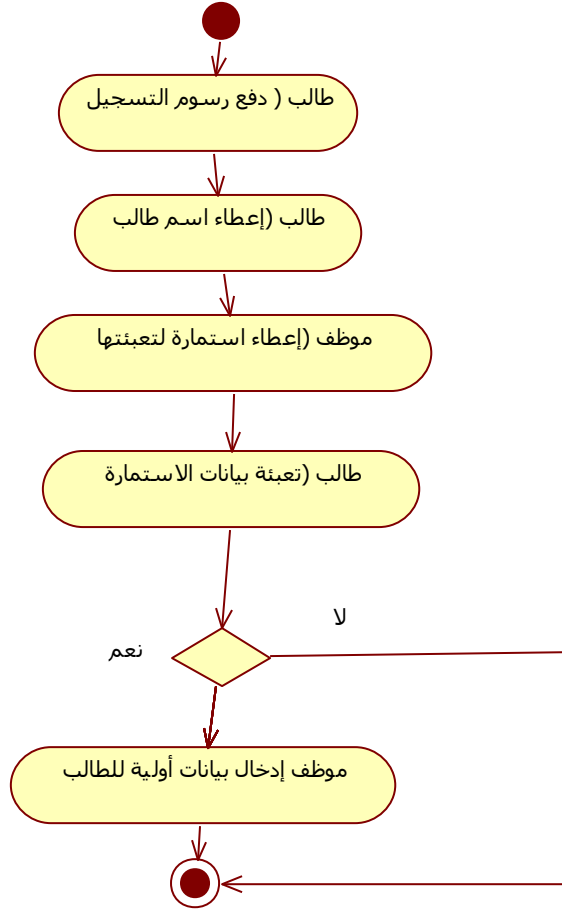 طالب ( دفع رسوم التسجيل
طالب (إعطاء اسم طالب
موظف (إعطاء استمارة لتعبئتها
طالب (تعبئة بيانات الاستمارة
لا
نعم
موظف إدخال بيانات أولية للطالب